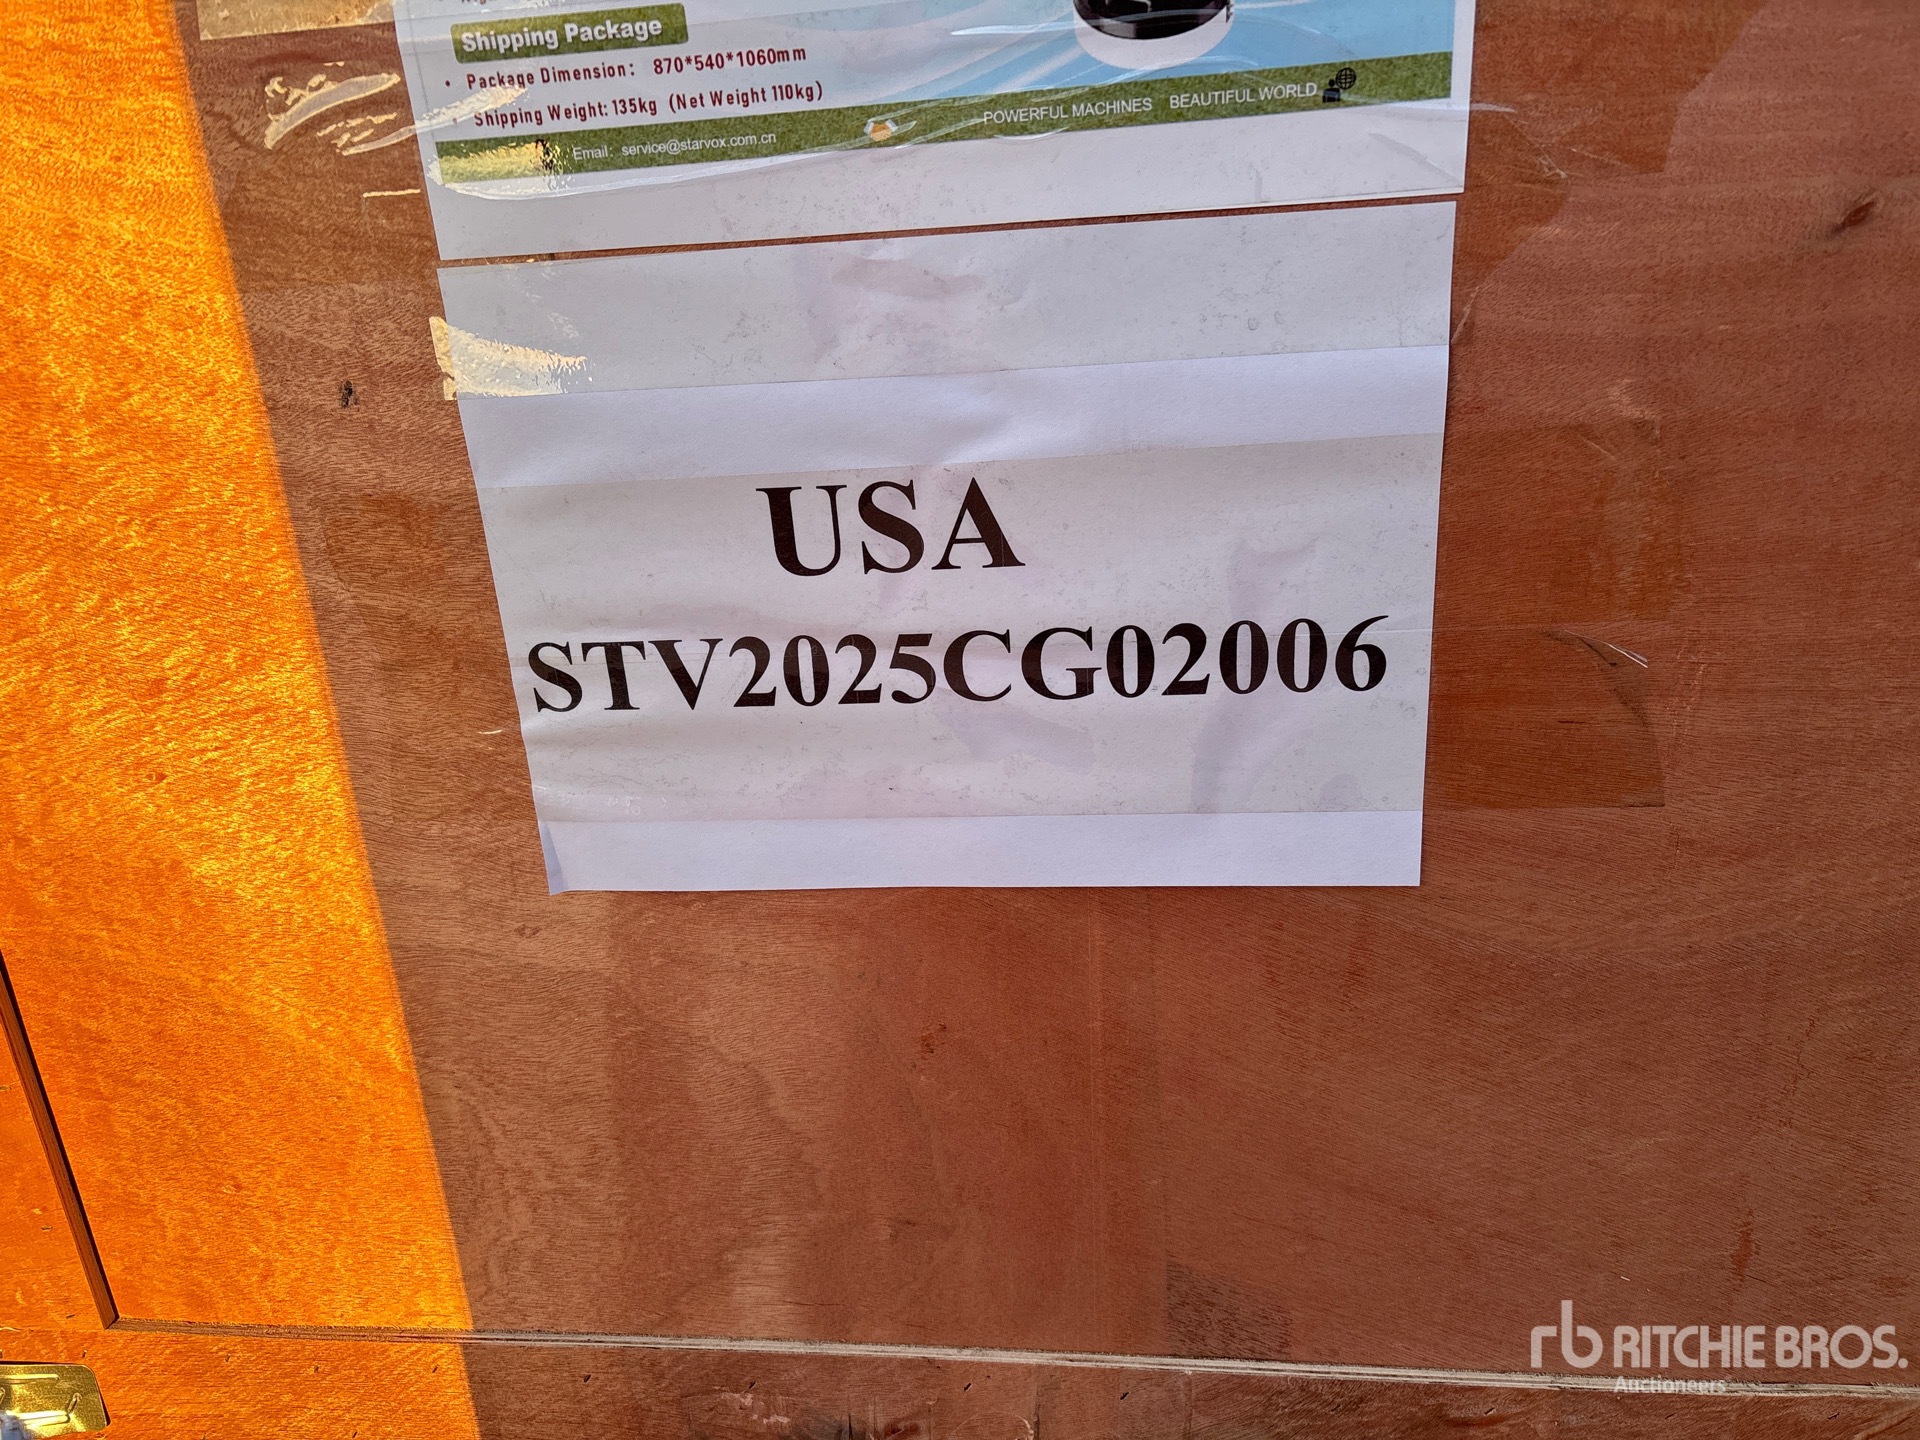 Shipping Package
• Package Dimension: 870*540*1060mm
• Shipping Weight: 135kg (Net Weight 110kg)
Email: service@starvox.com.cn
POWERFUL MACHINES BEAUTIFUL WORLD
USA
STV2025CG02006
rb RITCHIE BROS.
Auctioneers